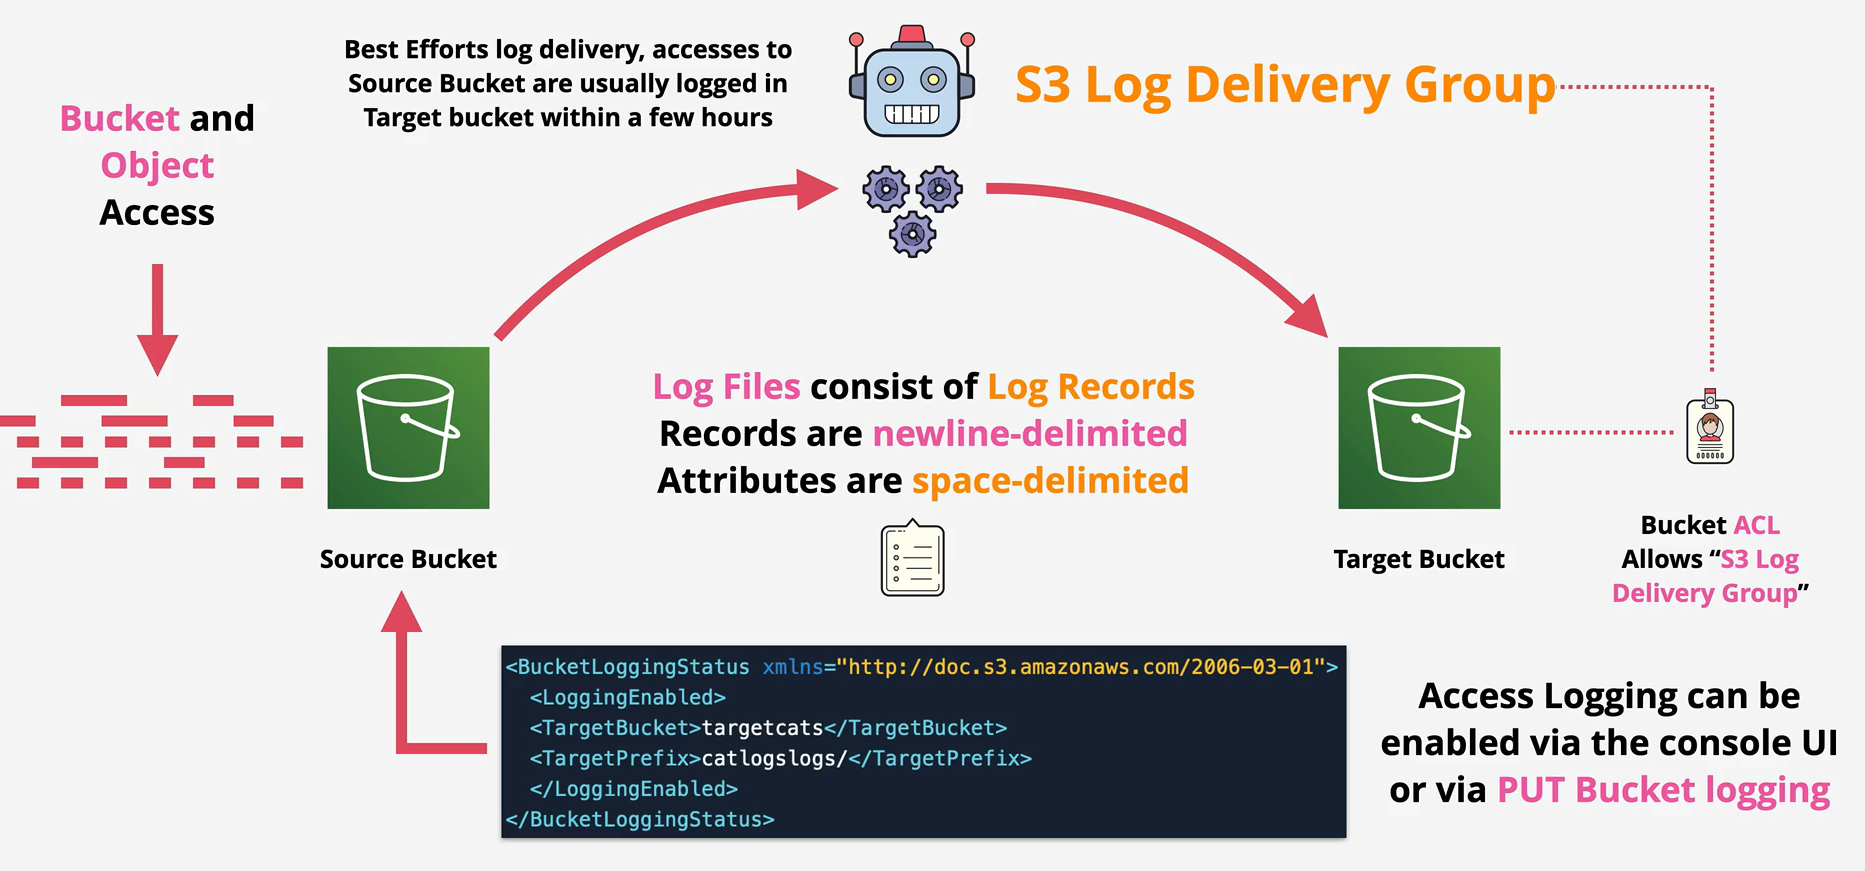 Best Efforts log delivery, accesses to
Source Bucket are usually logged in
Target bucket within a few hours
S3 Log Delivery Group
Bucket and
Object
Access
Log Files consist of Log Records
Records are newline-delimited
Attributes are space-delimited
Source Bucket
Target Bucket
Bucket ACL
Allows “S3 Log
Delivery Group”
<BucketLoggingStatus xmlns="http://doc.s3.amazonaws.com/2006-03-01">
<LoggingEnabled>
<TargetBucket>targetcats</TargetBucket>
<TargetPrefix>catlogslogs/</TargetPrefix>
</LoggingEnabled>
</BucketLoggingStatus>
Access Logging can be
enabled via the console UI
or via PUT Bucket logging